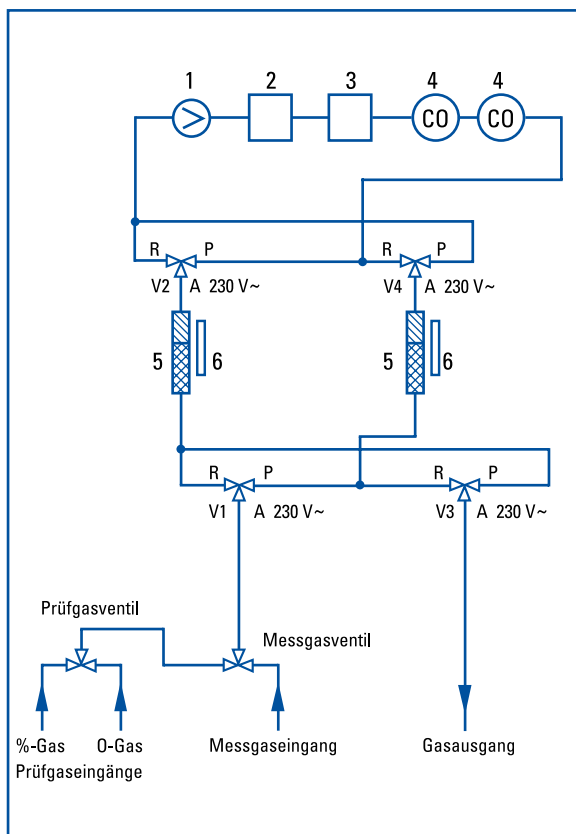 1 2 3 4 4
CO CO
R P R P
V2 A 230 V~ V4 A 230 V~
5 6 5 6
R P R P
V1 A 230 V~ V3 A 230 V~
Prüfgasventil
Messgasventil
%-Gas 0-Gas Messgaseingang Gasausgang
Prüfgaseingänge